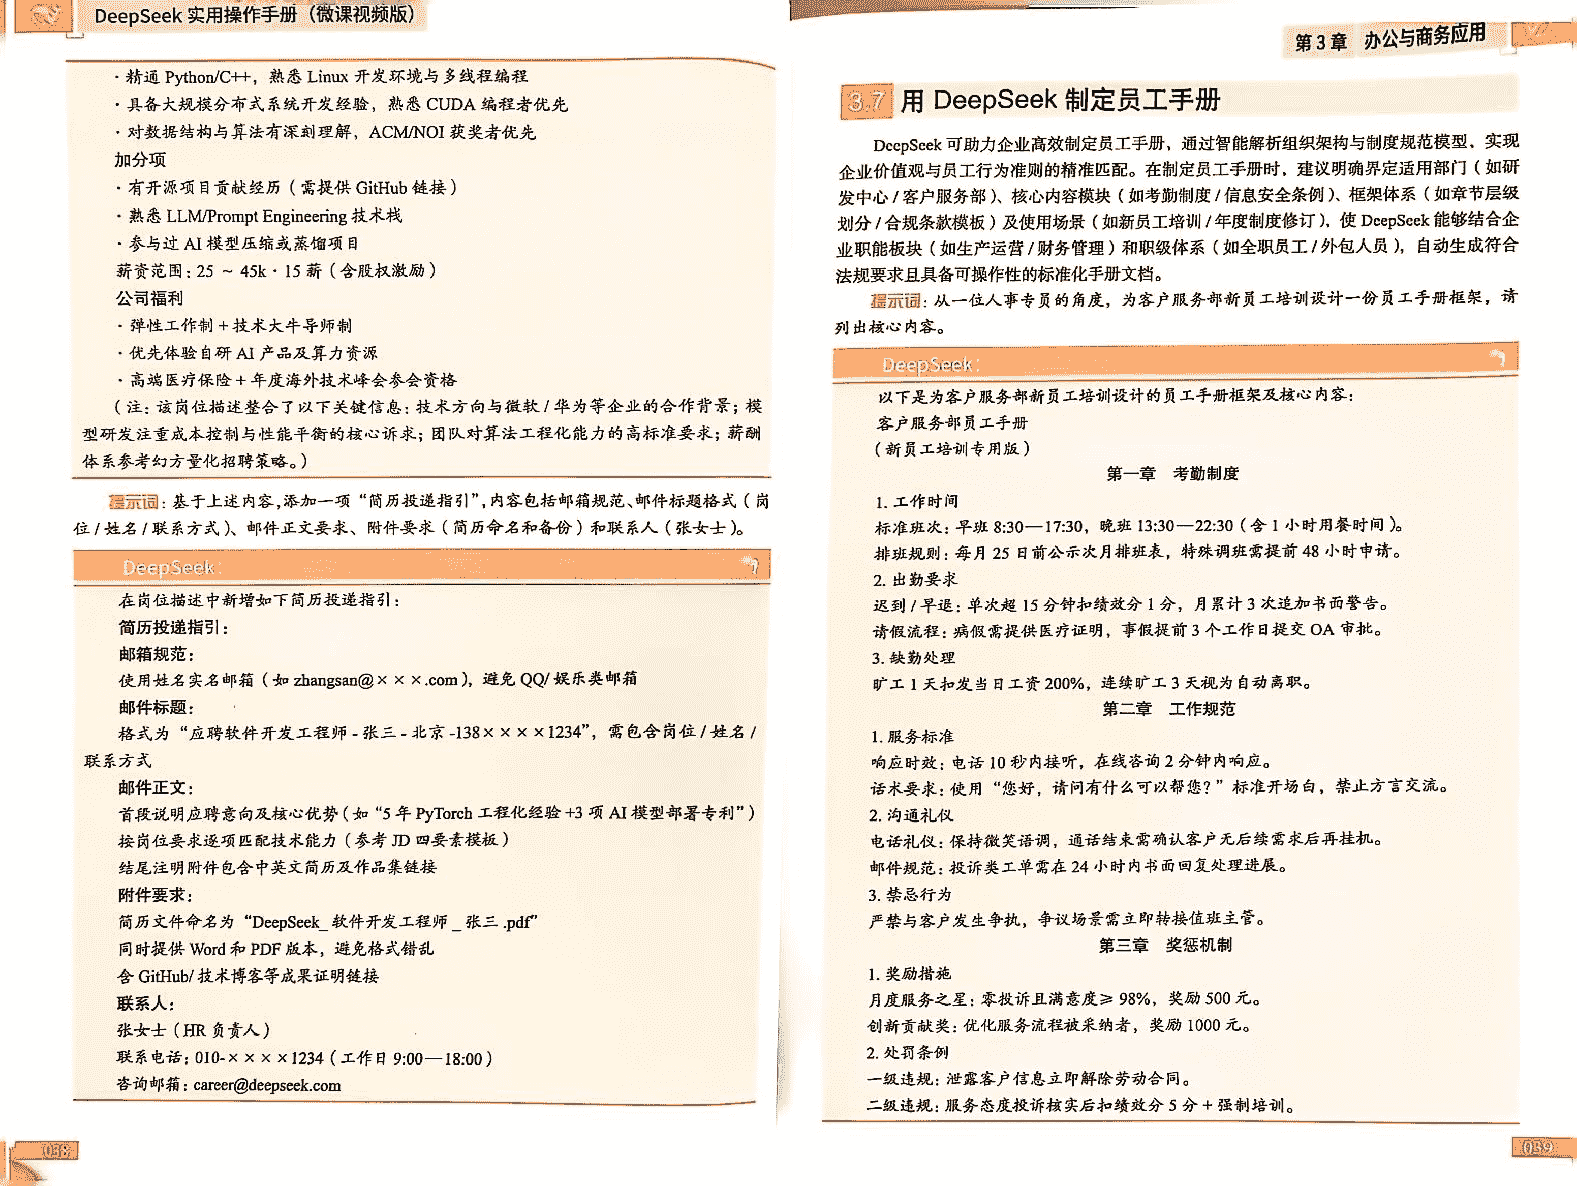 DeepSeek 实用操作手册（微课视频版）
· 精通 Python/C++，熟悉 Linux 开发环境与多线程编程
· 具备大规模分布式系统开发经验，熟悉 CUDA 编程者优先
· 对数据结构与算法有深刻理解，ACM/NOI 获奖者优先
加分项
· 有开源项目贡献经历（需提供 GitHub 链接）
· 熟悉 LLM/Prompt Engineering 技术栈
· 参与过 AI 模型压缩或蒸馏项目
薪资范围：25 ~ 45k · 15 薪（含股权激励）
公司福利
· 弹性工作制 + 技术大牛导师制
· 优先体验自研 AI 产品及算力资源
· 高端医疗保险 + 年度海外技术峰会参会资格
（注：该岗位描述整合了以下关键信息：技术方向与微软 / 华为等企业的合作背景；模
型研发注重成本控制与性能平衡的核心诉求；团队对算法工程化能力的高标准要求；薪酬
体系参考幻方量化招聘策略。）
提示词：基于上述内容，添加一项“简历投递指引”，内容包括邮箱规范、邮件标题格式（岗
位 / 姓名 / 联系方式）、邮件正文要求、附件要求（简历命名和备份）和联系人（张女士）。
DeepSeek：
在岗位描述中新增如下简历投递指引：
简历投递指引：
邮箱规范：
使用姓名实名邮箱（如 zhangsan@×××.com），避免 QQ/ 娱乐类邮箱
邮件标题：
格式为“应聘软件开发工程师 - 张三 - 北京 -138××××1234”，需包含岗位 / 姓名 /
联系方式
邮件正文：
首段说明应聘意向及核心优势（如“5 年 PyTorch 工程化经验 +3 项 AI 模型部署专利”）
按岗位要求逐项匹配技术能力（参考 JD 四要素模板）
结尾注明附件包含中英文简历及作品集链接
附件要求：
简历文件命名为“DeepSeek_ 软件开发工程师 _ 张三 .pdf”
同时提供 Word 和 PDF 版本，避免格式错乱
含 GitHub/ 技术博客等成果证明链接
联系人：
张女士（HR 负责人）
联系电话：010-××××1234（工作日 9:00—18:00）
咨询邮箱：career@deepseek.com
038
第 3 章 办公与商务应用
3.7 用 DeepSeek 制定员工手册
DeepSeek 可助力企业高效制定员工手册，通过智能解析组织架构与制度规范模型，实现
企业价值观与员工行为准则的精准匹配。在制定员工手册时，建议明确界定适用部门（如研
发中心 / 客户服务部）、核心内容模块（如考勤制度 / 信息安全条例）、框架体系（如章节层级
划分 / 合规条款模板）及使用场景（如新员工培训 / 年度制度修订），使 DeepSeek 能够结合企
业职能板块（如生产运营 / 财务管理）和职级体系（如全职员工 / 外包人员），自动生成符合
法规要求且具备可操作性的标准化手册文档。
提示词：从一位人事专员的角度，为客户服务部新员工培训设计一份员工手册框架，请
列出核心内容。
DeepSeek：
以下是为客户服务部新员工培训设计的员工手册框架及核心内容：
客户服务部员工手册
（新员工培训专用版）
第一章 考勤制度
1. 工作时间
标准班次：早班 8:30—17:30，晚班 13:30—22:30（含 1 小时用餐时间）。
排班规则：每月 25 日前公示次月排班表，特殊调班需提前 48 小时申请。
2. 出勤要求
迟到 / 早退：单次超 15 分钟扣绩效分 1 分，月累计 3 次追加书面警告。
请假流程：病假需提供医疗证明，事假提前 3 个工作日提交 OA 审批。
3. 缺勤处理
旷工 1 天扣发当日工资 200%，连续旷工 3 天视为自动离职。
第二章 工作规范
1. 服务标准
响应时效：电话 10 秒内接听，在线咨询 2 分钟内响应。
话术要求：使用“您好，请问有什么可以帮您？”标准开场白，禁止方言交流。
2. 沟通礼仪
电话礼仪：保持微笑语调，通话结束需确认客户无后续需求后再挂机。
邮件规范：投诉类工单需在 24 小时内书面回复处理进展。
3. 禁忌行为
严禁与客户发生争执，争议场景需立即转接值班主管。
第三章 奖惩机制
1. 奖励措施
月度服务之星：零投诉且满意度≥ 98%，奖励 500 元。
创新贡献奖：优化服务流程被采纳者，奖励 1000 元。
2. 处罚条例
一级违规：泄露客户信息立即解除劳动合同。
二级违规：服务态度投诉核实后扣绩效分 5 分 + 强制培训。
039